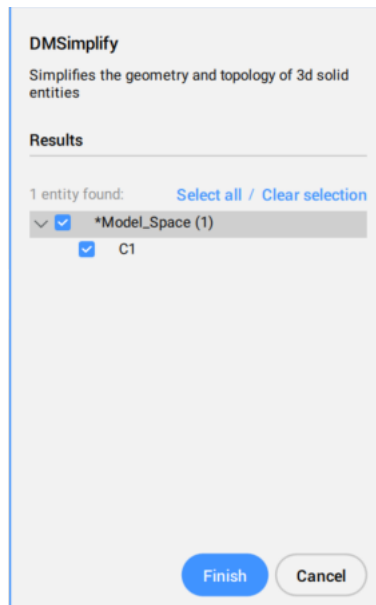 DMSimplify
Simplifies the geometry and topology of 3d solid
entities
Results
1 entity found: Select all / Clear selection
*Model_Space (1)
C1
Finish Cancel